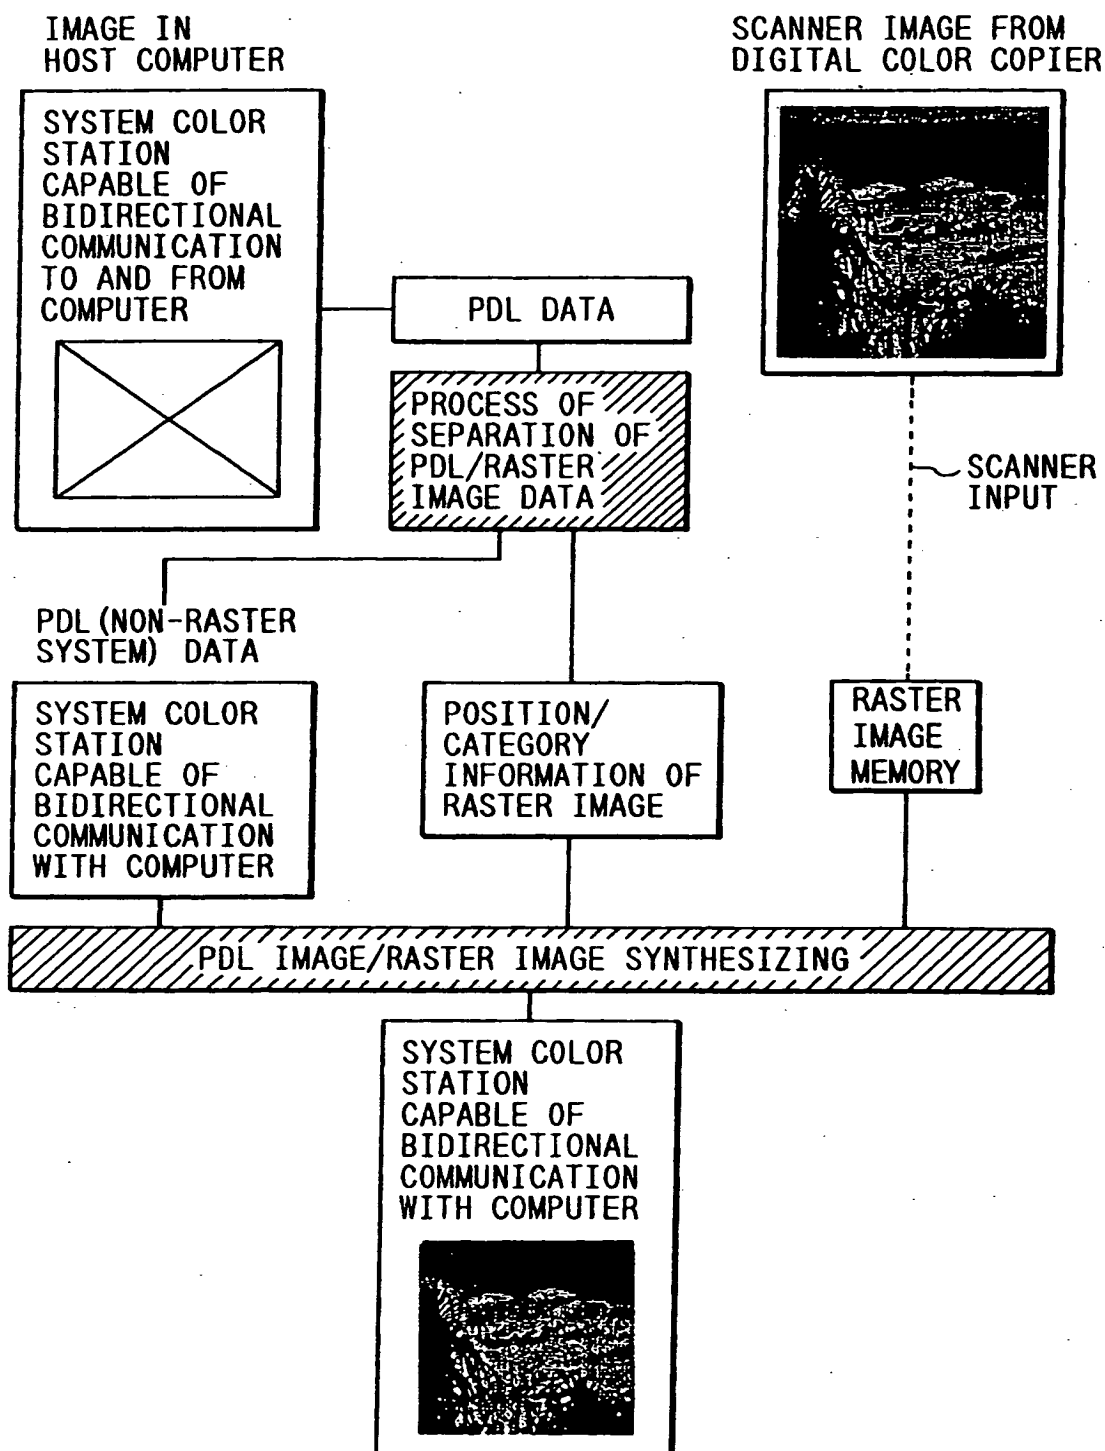 IMAGE IN
HOST COMPUTER
SCANNER IMAGE FROM
DIGITAL COLOR COPIER
SYSTEM COLOR
STATION
CAPABLE OF
BIDIRECTIONAL
COMMUNICATION
TO AND FROM
COMPUTER
PDL DATA
PROCESS OF
SEPARATION OF
PDL/RASTER
IMAGE DATA
SCANNER
INPUT
PDL (NON-RASTER
SYSTEM) DATA
SYSTEM COLOR
STATION
CAPABLE OF
BIDIRECTIONAL
COMMUNICATION
WITH COMPUTER
POSITION/
CATEGORY
INFORMATION OF
RASTER IMAGE
RASTER
IMAGE
MEMORY
PDL IMAGE/RASTER IMAGE SYNTHESIZING
SYSTEM COLOR
STATION
CAPABLE OF
BIDIRECTIONAL
COMMUNICATION
WITH COMPUTER